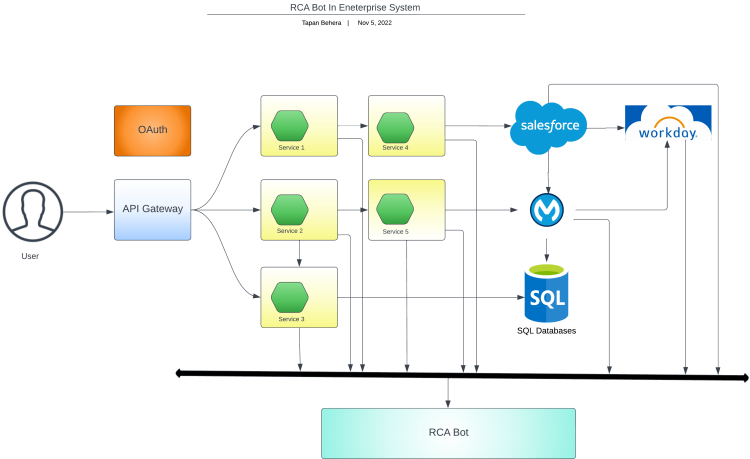 RCA Bot In Eneterprise System
Tapan Behera | Nov 5, 2022
OAuth
API Gateway
User
Service 1
Service 4
salesforce
workday.
Service 2
Service 5
Service 3
SQL
SQL Databases
RCA Bot